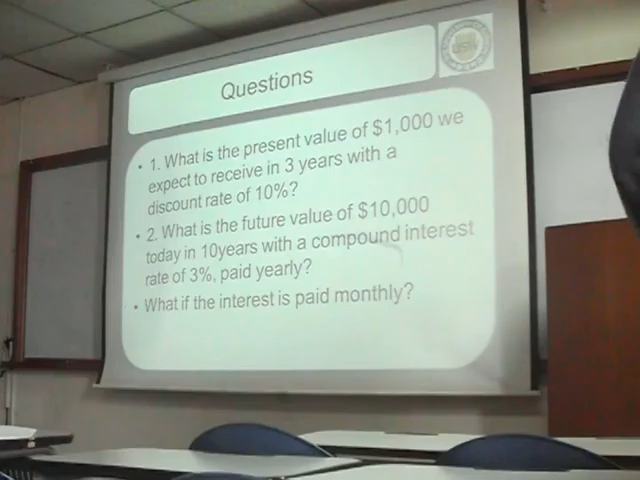 Questions
• 1. What is the present value of $1,000 we
expect to receive in 3 years with a
discount rate of 10%?
• 2. What is the future value of $10,000
today in 10years with a compound interest
rate of 3%, paid yearly?
• What if the interest is paid monthly?